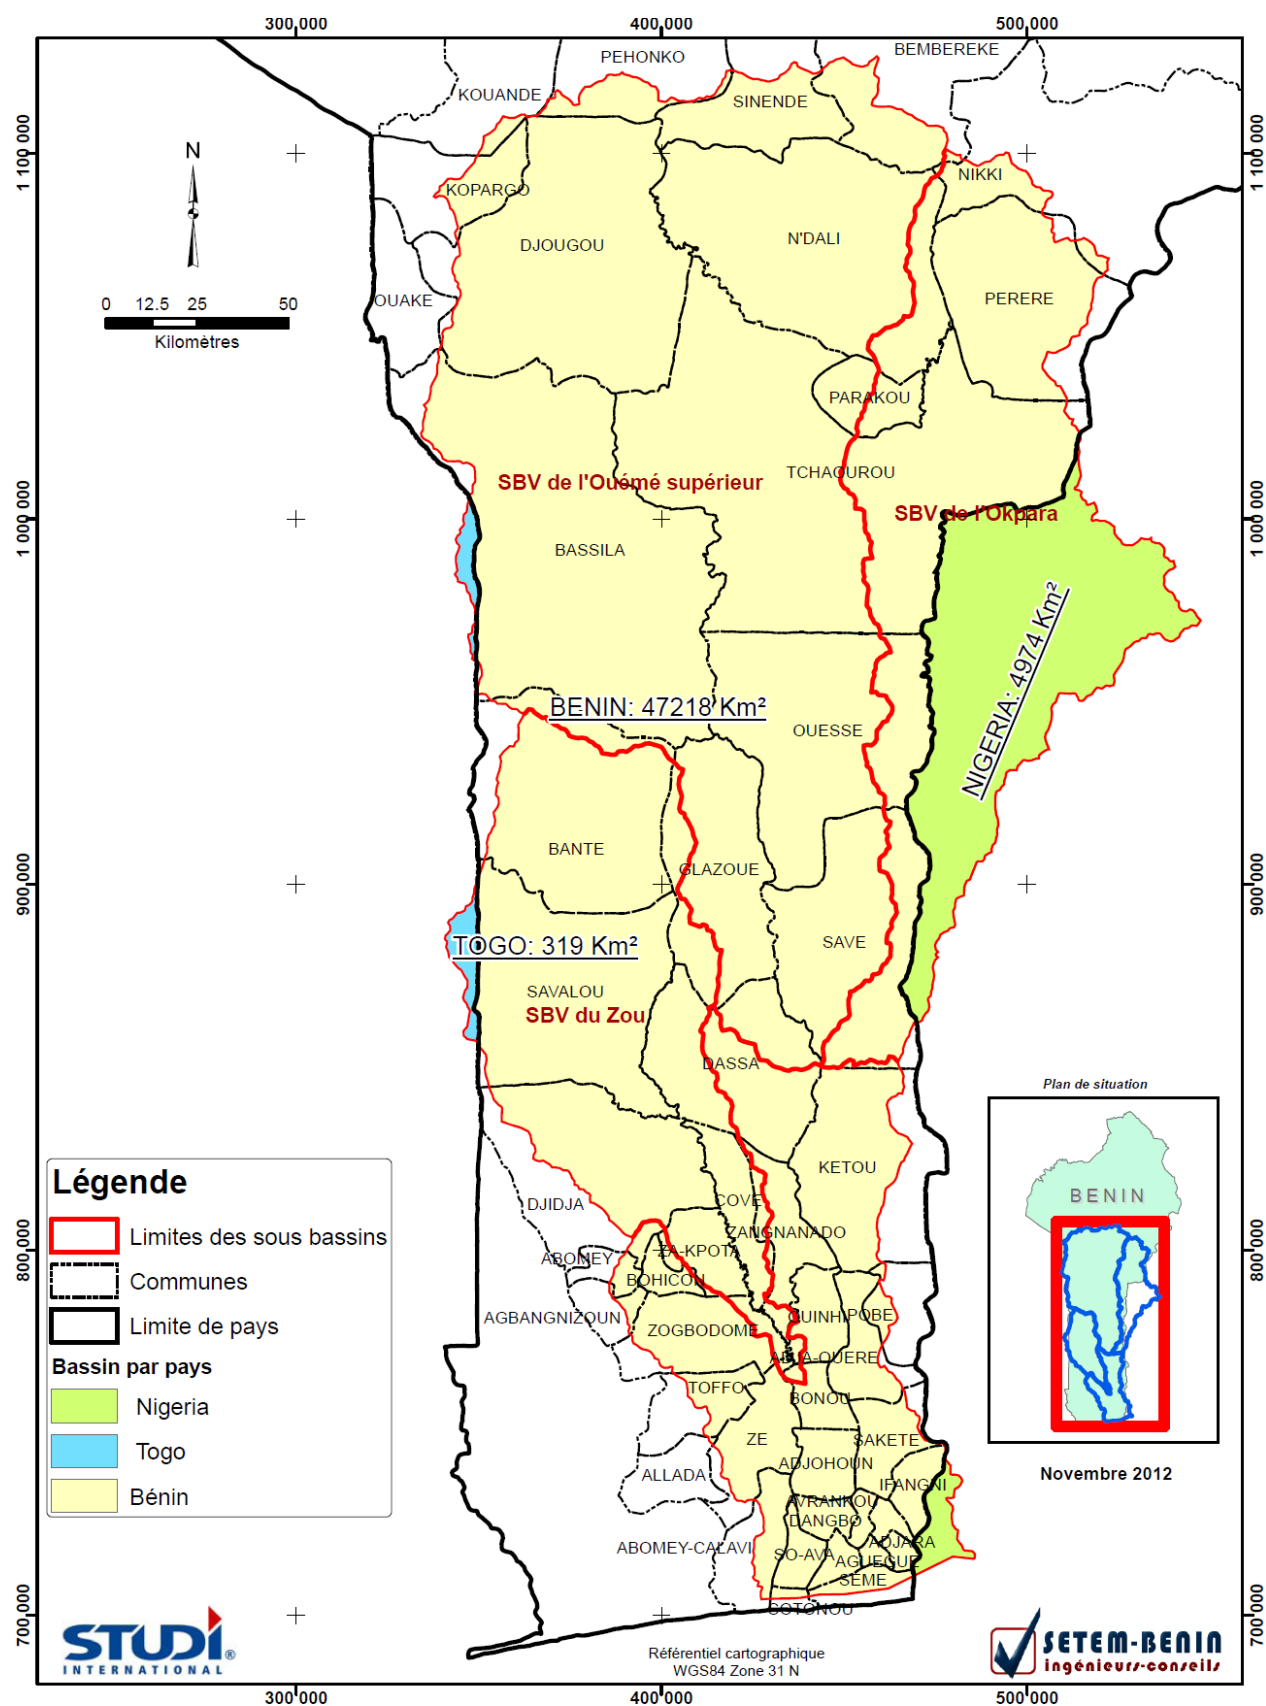 300 000
400 000
500 000
BEMBEREKE
PEHONKO
KOUANDE
SINENDE
1 100 000
1 100 000
N
NIKKI
KOPARGO
N'DALI
DJOUGOU
OUAKE
PERERE
0 12.5 25 50
Kilomètres
PARAKOU
TCHAOUROU
SBV de l'Ouémé supérieur
SBV de l'Okpara
1 000 000
1 000 000
BASSILA
NIGERIA: 4974 Km²
BENIN: 47218 Km²
OUESSE
BANTE
GLAZOUE
900 000
900 000
SAVE
TOGO: 319 Km²
SAVALOU
SBV du Zou
DASSA
Plan de situation
BENIN
KETOU
Légende
DJIDJA
COVE
Limites des sous bassins
ZANGNANADO
800 000
800 000
ABOMEY
ZA-KPOTA
Communes
BOHICON
AGBANGNIZOUN
OUINHI
POBE
Limite de pays
ZOGBODOME
ADJA-OUERE
Bassin par pays
TOFFO
BONOU
Nigeria
ZE
SAKETE
Togo
ADJOHOUN
ALLADA
Novembre 2012
IFANGNI
Bénin
AVRANKOU
DANGBO
ABOMEY-CALAVI
SO-AVA
ADJARA
AGUEGUE
SEME
COTONOU
700 000
700 000
STUDI®
INTERNATIONAL
Référentiel cartographique
WGS84 Zone 31 N
SETEM-BENIN
ingénieurs-conseils
300 000
400 000
500 000